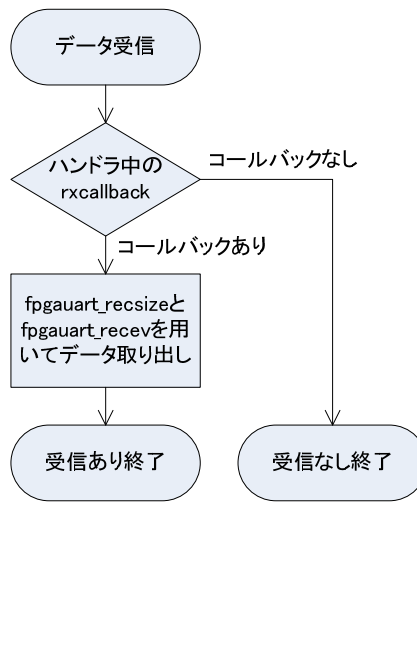 データ受信
ハンドラ中の
rxcallback
コールバックなし
コールバックあり
fpgauart_recsizeと
fpgauart_recevを用
いてデータ取り出し
受信あり終了
受信なし終了